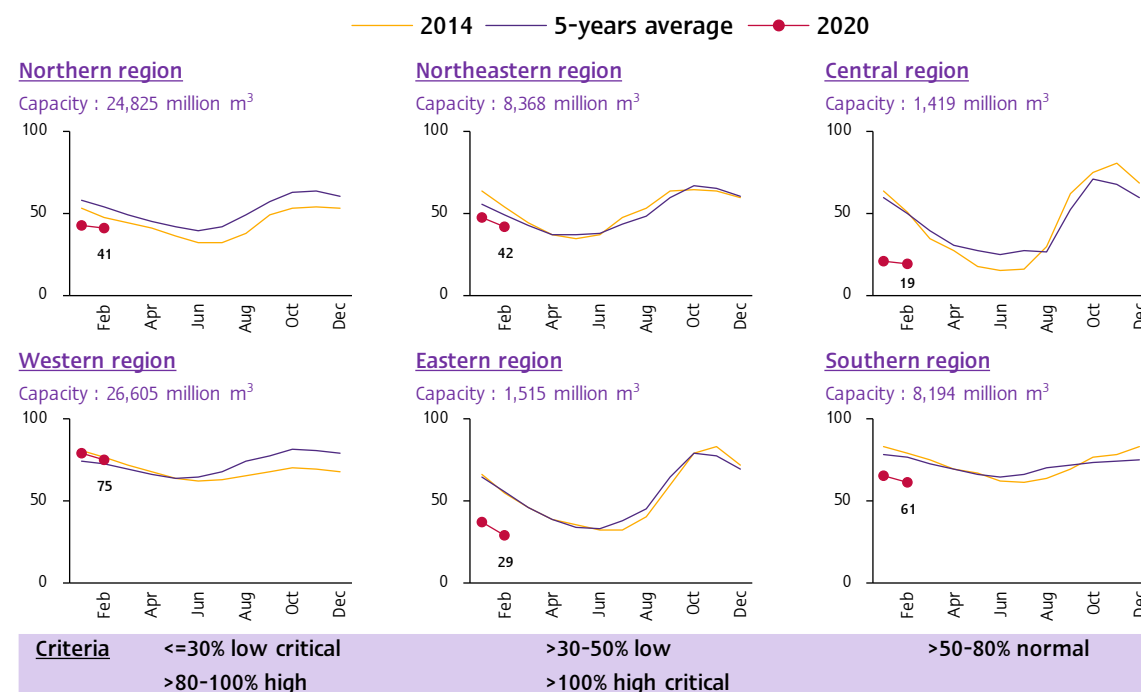 2014 5-years average 2020
Northern region
Capacity : 24,825 million m³
100
50
0
41
Feb Apr Jun Aug Oct Dec
Northeastern region
Capacity : 8,368 million m³
100
50
0
42
Feb Apr Jun Aug Oct Dec
Central region
Capacity : 1,419 million m³
100
50
0
19
Feb Apr Jun Aug Oct Dec
Western region
Capacity : 26,605 million m³
100
50
0
75
Feb Apr Jun Aug Oct Dec
Eastern region
Capacity : 1,515 million m³
100
50
0
29
Feb Apr Jun Aug Oct Dec
Southern region
Capacity : 8,194 million m³
100
50
0
61
Feb Apr Jun Aug Oct Dec
Criteria <=30% low critical >30-50% low >50-80% normal
>80-100% high >100% high critical